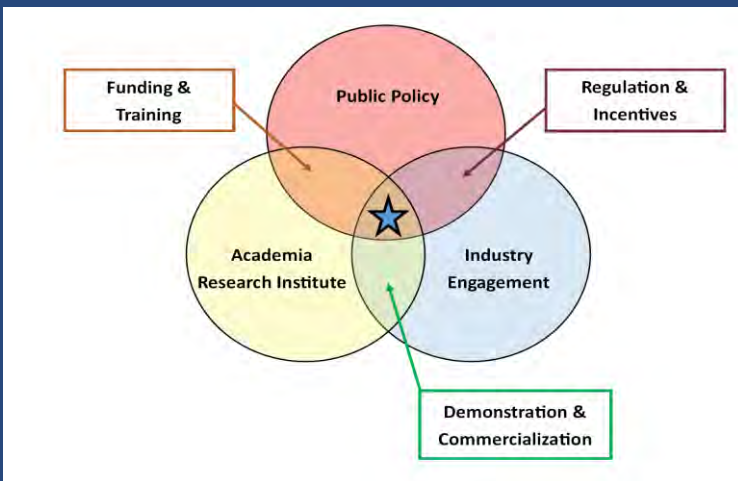 Funding &
Training
Public Policy
Regulation &
Incentives
Academia
Research Institute
Industry
Engagement
Demonstration &
Commercialization